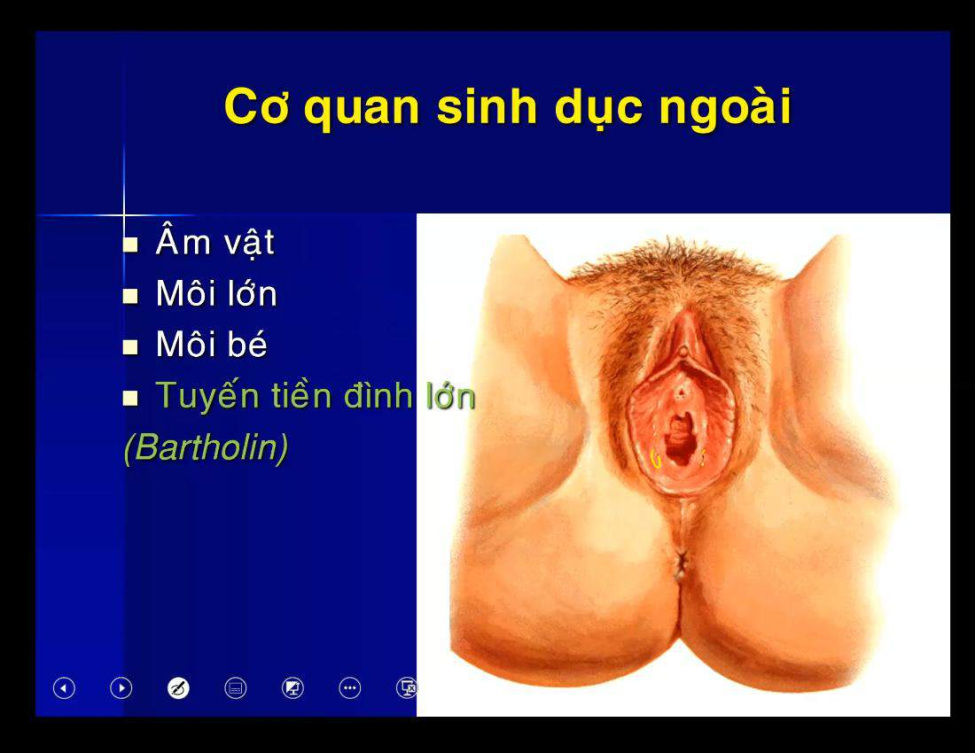 Cơ quan sinh dục ngoài
Âm vật
Môi lớn
Môi bé
Tuyến tiền đình lớn
(Bartholin)